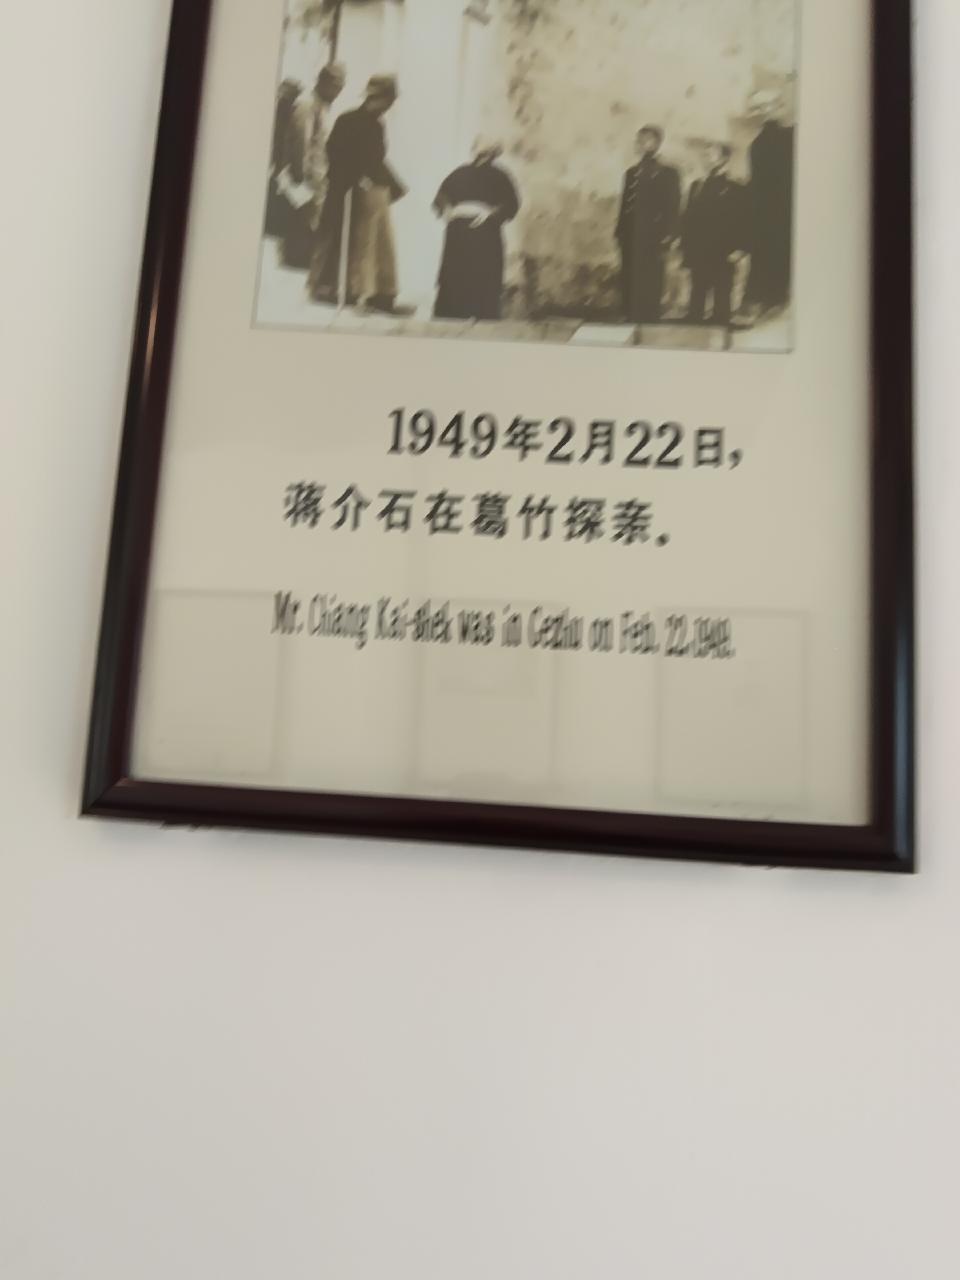 1949年2月22日，
蒋介石在葛竹探亲。
Mr. Chiang Kai-shek was in Gezhu on Feb. 22.1949.